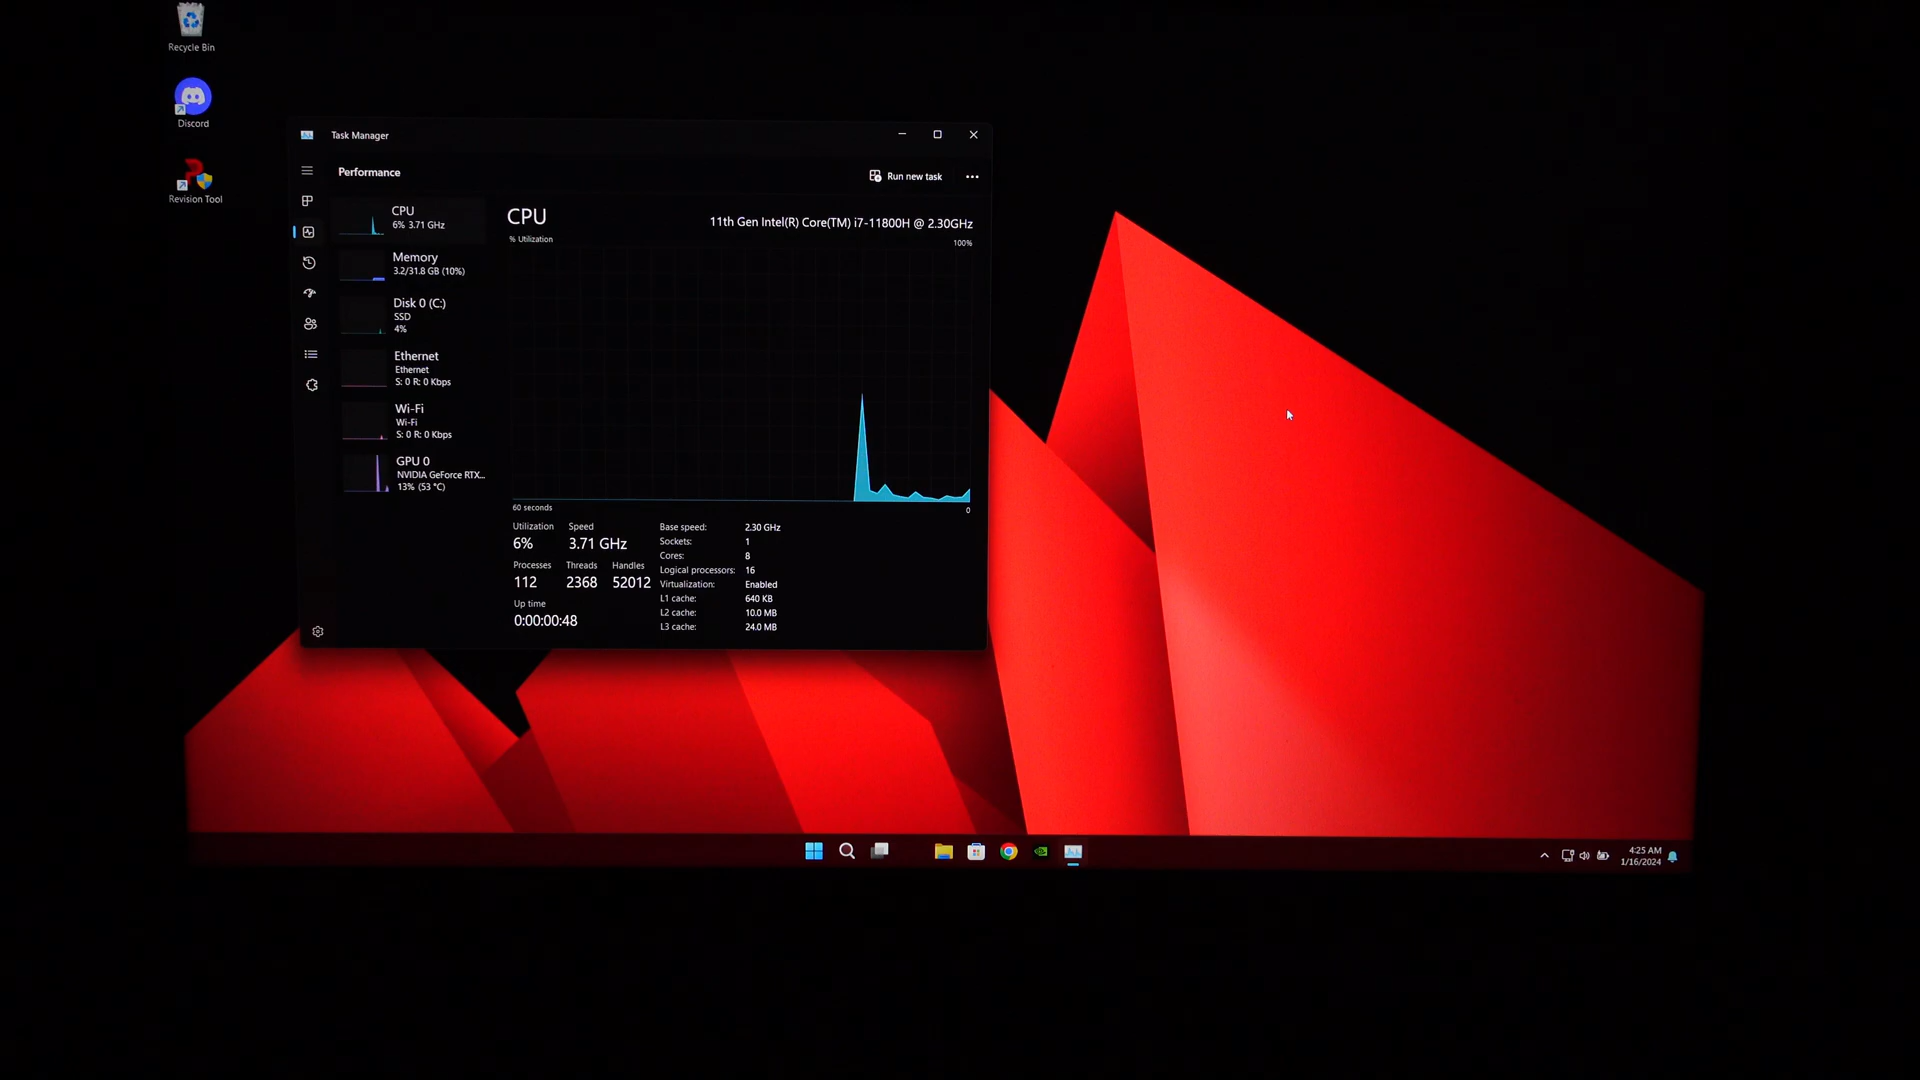 Recycle Bin
Discord
Revision Tool
Task Manager
Performance
Run new task
CPU
6% 3.71 GHz
Memory
3.2/31.8 GB (10%)
Disk 0 (C:)
SSD
4%
Ethernet
Ethernet
S: 0 R: 0 Kbps
Wi-Fi
Wi-Fi
S: 0 R: 0 Kbps
GPU 0
NVIDIA GeForce RTX...
13% (53 °C)
CPU
11th Gen Intel(R) Core(TM) i7-11800H @ 2.30GHz
% Utilization
100%
60 seconds
0
Utilization
Speed
6%
3.71 GHz
Processes
Threads
Handles
112
2368
52012
Up time
0:00:00:48
Base speed: 2.30 GHz
Sockets: 1
Cores: 8
Logical processors: 16
Virtualization: Enabled
L1 cache: 640 KB
L2 cache: 10.0 MB
L3 cache: 24.0 MB
4:25 AM
1/16/2024